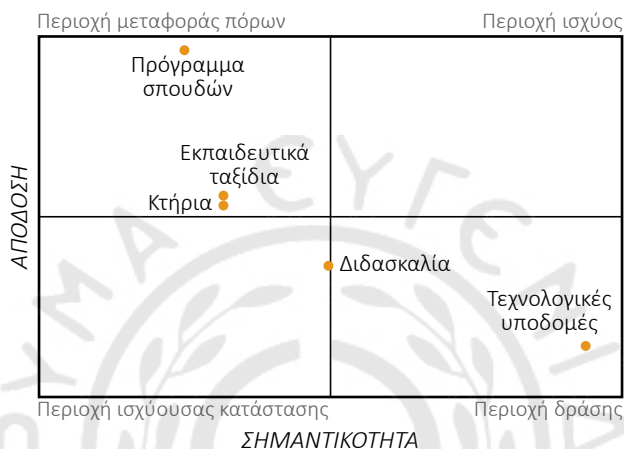 Περιοχή μεταφοράς πόρων
Περιοχή ισχύος
Πρόγραμμα
σπουδών
Εκπαιδευτικά
ταξίδια
Κτήρια
ΑΠΟΔΟΣΗ
Διδασκαλία
Τεχνολογικές
υποδομές
Περιοχή ισχύουσας κατάστασης
Περιοχή δράσης
ΣΗΜΑΝΤΙΚΟΤΗΤΑ